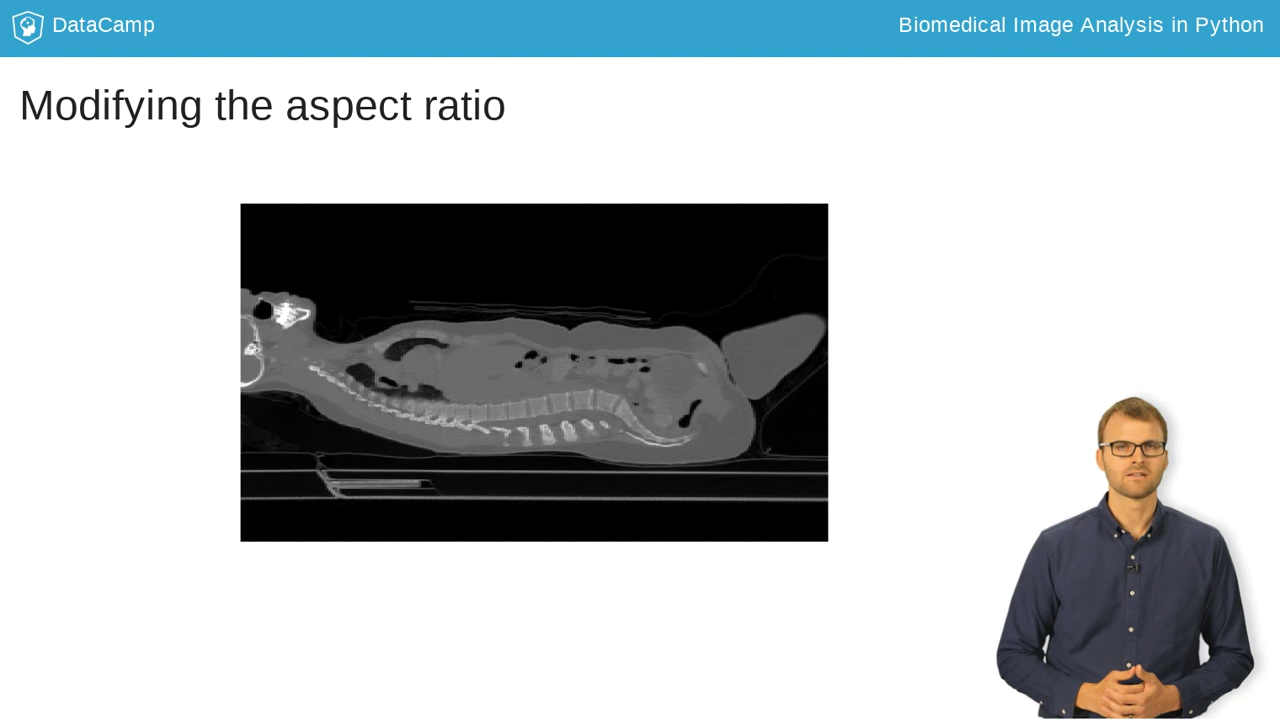 DataCamp
Biomedical Image Analysis in Python
Modifying the aspect ratio